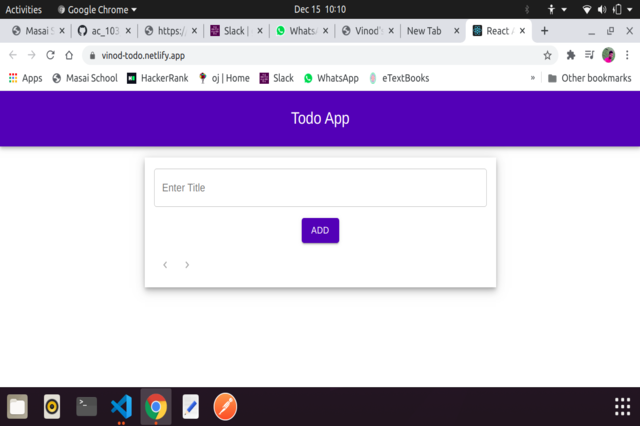 Activities Google Chrome Dec 15 10:10
Masai S ac_103 https:/ Slack | WhatsA Vinod's New Tab React A
vinod-todo.netlify.app
Apps Masai School HackerRank oj | Home Slack WhatsApp eTextBooks » Other bookmarks
Todo App
Enter Title
ADD